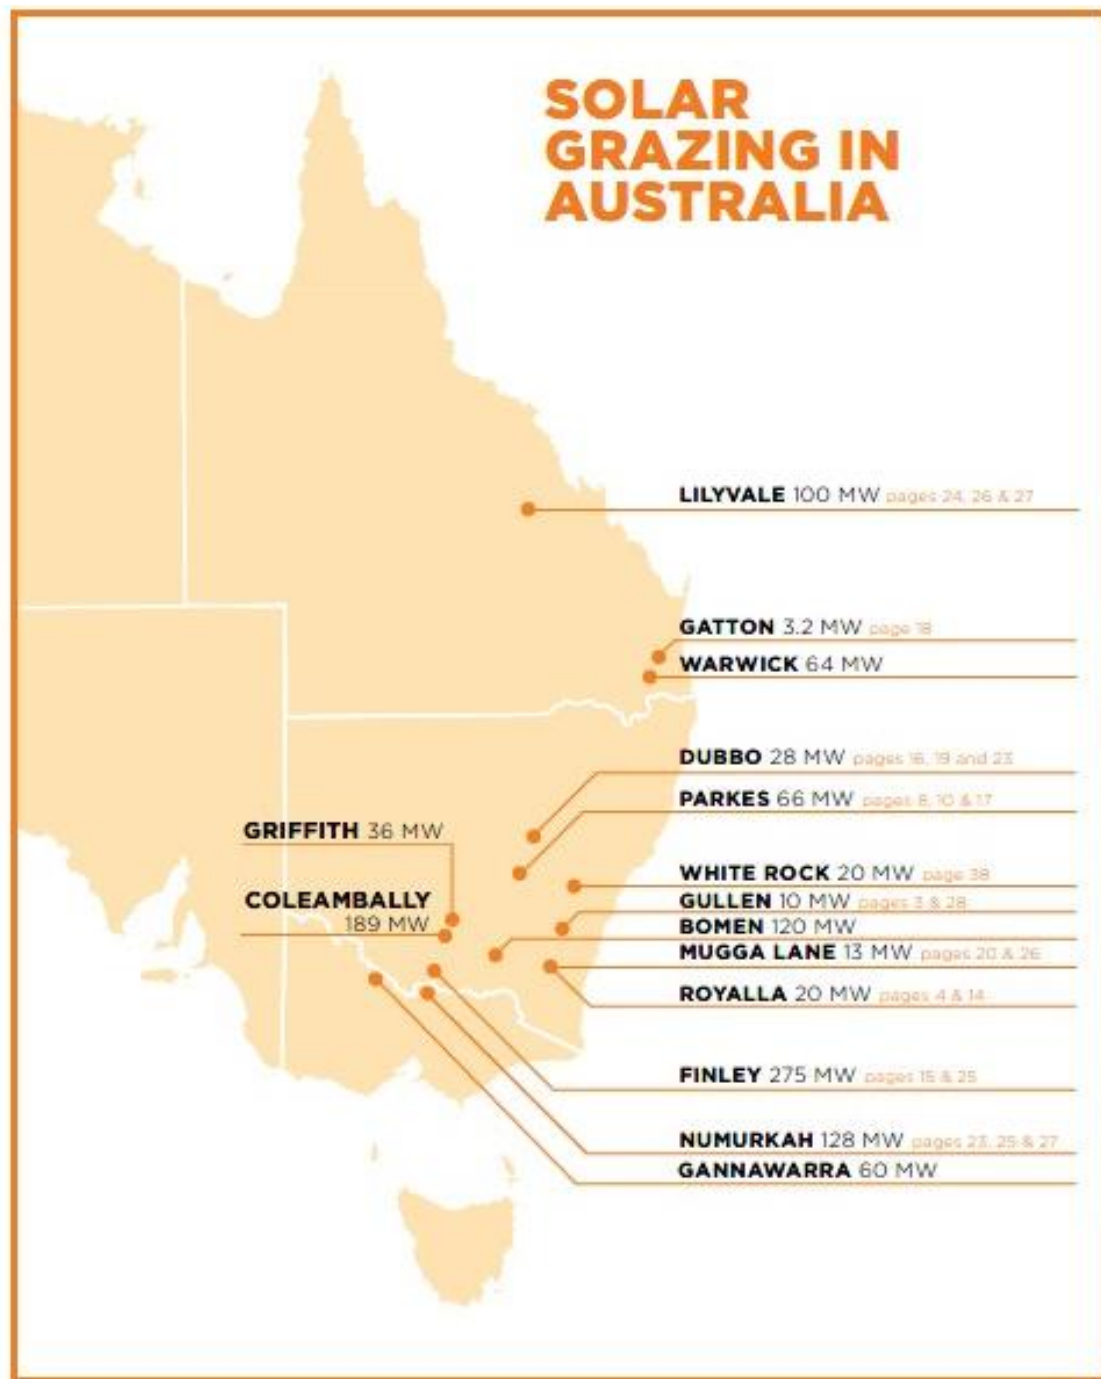 SOLAR
GRAZING IN
AUSTRALIA
LILYVALE 100 MW pages 24, 26 & 27
GATTON 3.2 MW page 18
WARWICK 64 MW
DUBBO 28 MW pages 16, 19 and 23
PARKES 66 MW pages 8, 10 & 17
GRIFFITH 36 MW
COLEAMBALLY
189 MW
WHITE ROCK 20 MW page 38
GULLEN 10 MW pages 3 & 28
BOMEN 120 MW
MUGGA LANE 13 MW pages 20 & 26
ROYALLA 20 MW pages 4 & 14
FINLEY 275 MW pages 15 & 25
NUMURKAH 128 MW pages 23, 25 & 27
GANNAWARRA 60 MW